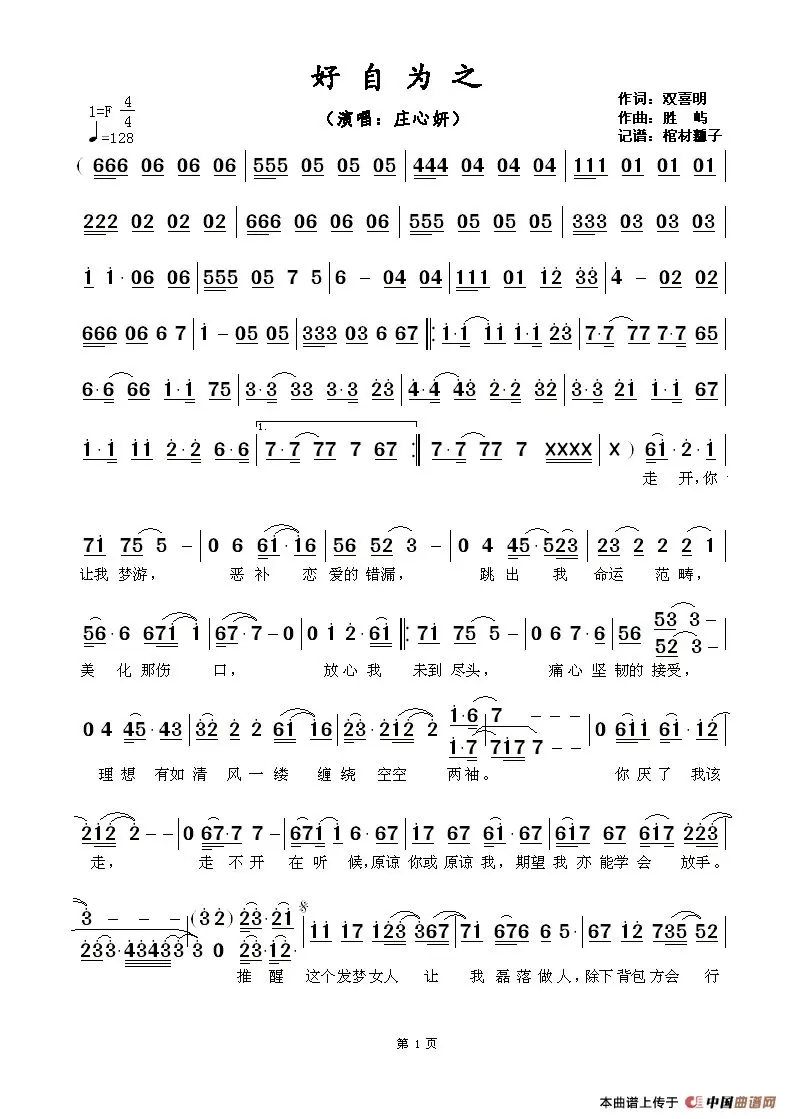 好自为之
(演唱：庄心妍)
作词：双喜明
作曲：胜 屿
记谱：棺材瓤子
1=F 4/4
♩=128
( 666 06 06 06 | 555 05 05 05 | 444 04 04 04 | 111 01 01 01
222 02 02 02 | 666 06 06 06 | 555 05 05 05 | 333 03 03 03
1 1· 06 06 | 555 05 7 5 | 6 – 04 04 | 111 01 12 33 | 4 – 02 02
666 06 6 7 | 1 – 05 05 | 333 03 6 67 ‖: 1·1 11 1·1 23 | 7·7 77 7·7 65
6·6 66 1·1 75 | 3·3 33 3·3 23 | 4·4 43 2·2 32 | 3·3 21 1·1 67
1·1 11 2·2 6·6 | 1. 7·7 77 7 67 :‖ 7·7 77 7 XXXX | X ) 61·2·1
走 开,你
71 75 5 – | 0 6 61·16 | 56 52 3 – | 0 4 45·523 | 23 2 2 2 1
让我 梦游， 恶 补 恋 爱的 错漏， 跳 出 我 命运 范 畴，
56·6 671 1 | 67·7–0 | 0 1 2·61 ‖: 71 75 5 – | 0 6 7·6 | 56 53 3 –
52 3 –
美 化 那伤 口， 放心 我 未到 尽头， 痛心 坚 韧的 接受，
0 4 45·43 | 32 2 2 61 16 | 23·212 2 | 1·6 7 – – – | 0 611 61·12
1·7 717 7 –
理想 有如 清 风 一 缕 缠绕 空空 两袖。 你 厌了 我该
212 2 – – | 0 67·7 7 – | 671 1 6·67 | 17 67 61·61 | 617 67 617 223
走， 走 不 开 在 听 候,原谅 你或 原谅 我,期望 我 亦能学 会 放手。
3 – – – (3 2) 23·21 | 11 17 123 367 | 71 676 6 5·67 | 67 12 735 52
233·43433 3 0 23·12
推 醒 这个 发梦 女人 让 我 磊落 做人,除下 背包 方会 行
第 1 页
本曲谱上传于 中国曲谱网